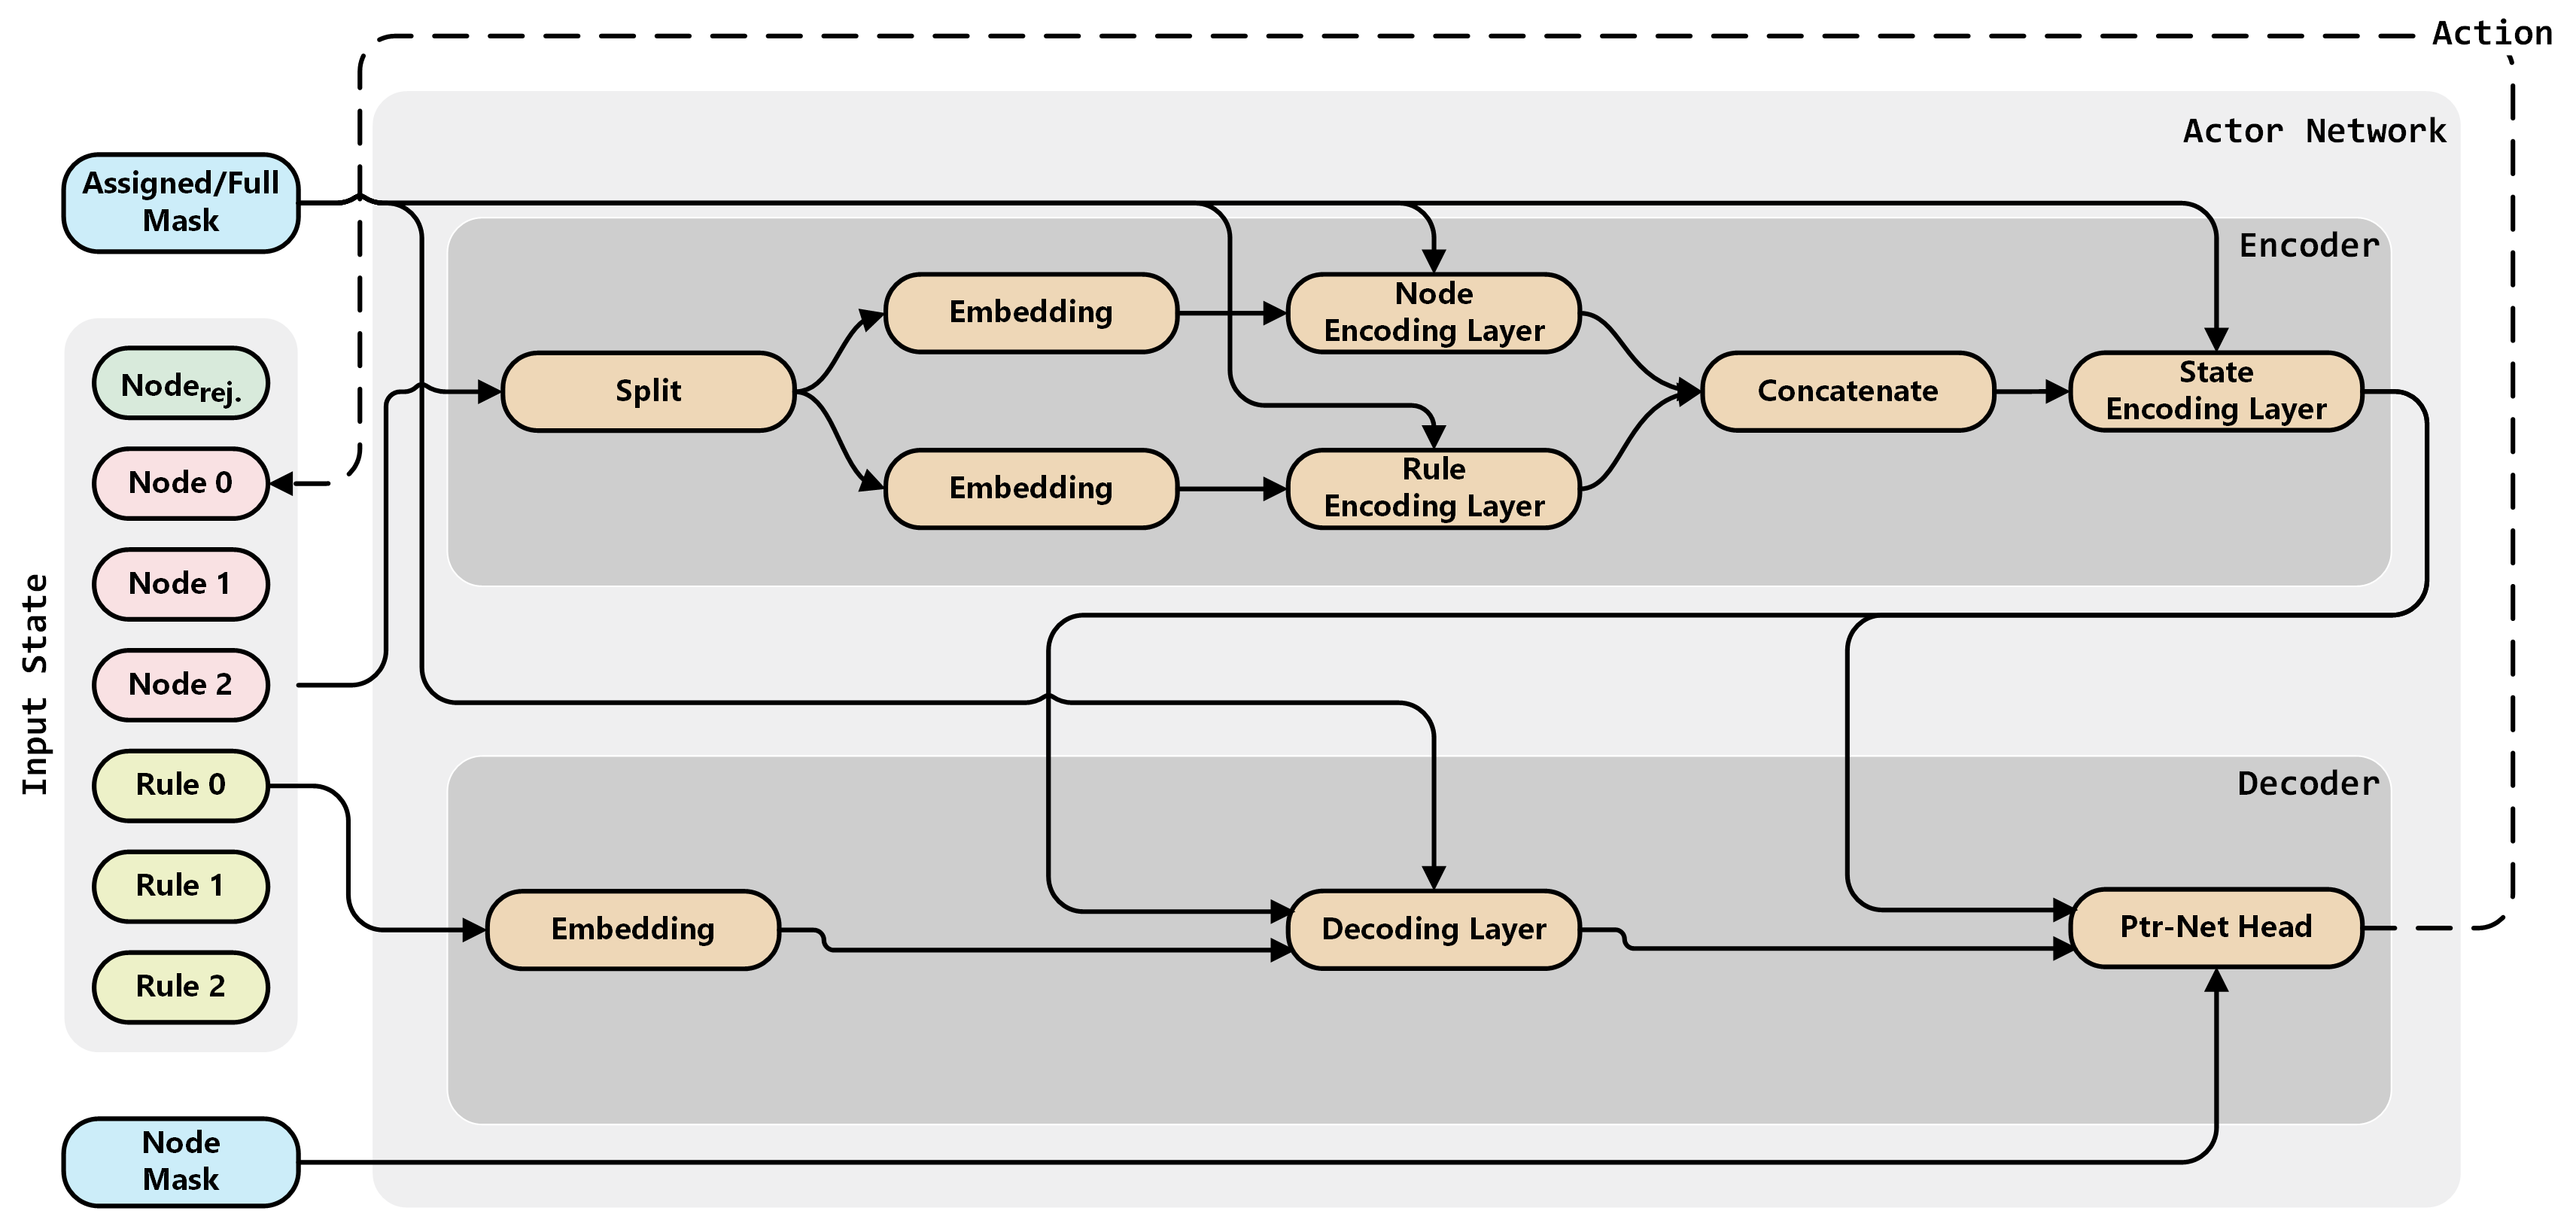 Action
Actor Network
Assigned/Full
Mask
Encoder
Input State
Node rej.
Node 0
Node 1
Node 2
Rule 0
Rule 1
Rule 2
Split
Embedding
Embedding
Node
Encoding Layer
Rule
Encoding Layer
Concatenate
State
Encoding Layer
Decoder
Embedding
Decoding Layer
Ptr-Net Head
Node
Mask